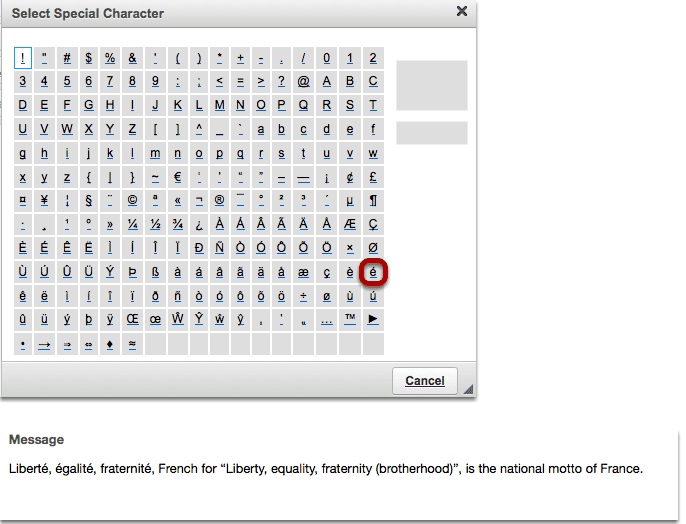 Select Special Character
! " # $ % & ' ( ) * + - . / 0 1 2
3 4 5 6 7 8 9 : ; < = > ? @ A B C
D E F G H I J K L M N O P Q R S T
U V W X Y Z [ ] ^ _ ` a b c d e f
g h i j k l m n o p q r s t u v w
x y z { | } ~ € ‘ ’ “ ” – — ¡ ¢ £
¤ ¥ ¦ § ¨ © ª « ¬ ® ¯ ° ² ³ ´ µ ¶
· ¸ ¹ º » ¼ ½ ¾ ¿ À Á Â Ã Ä Å Æ Ç
È É Ê Ë Ì Í Î Ï Ð Ñ Ò Ó Ô Õ Ö × Ø
Ù Ú Û Ü Ý Þ ß à á â ã ä å æ ç è é
ê ë ì í î ï ð ñ ò ó ô õ ö ÷ ø ù ú
û ü ý þ ÿ Œ œ Ŵ Ŷ ŵ ŷ ‚ ‛ „ … ™ ►
• → ⇒ ⇔ ♦ ≈
Cancel
Message
Liberté, égalité, fraternité, French for “Liberty, equality, fraternity (brotherhood)”, is the national motto of France.